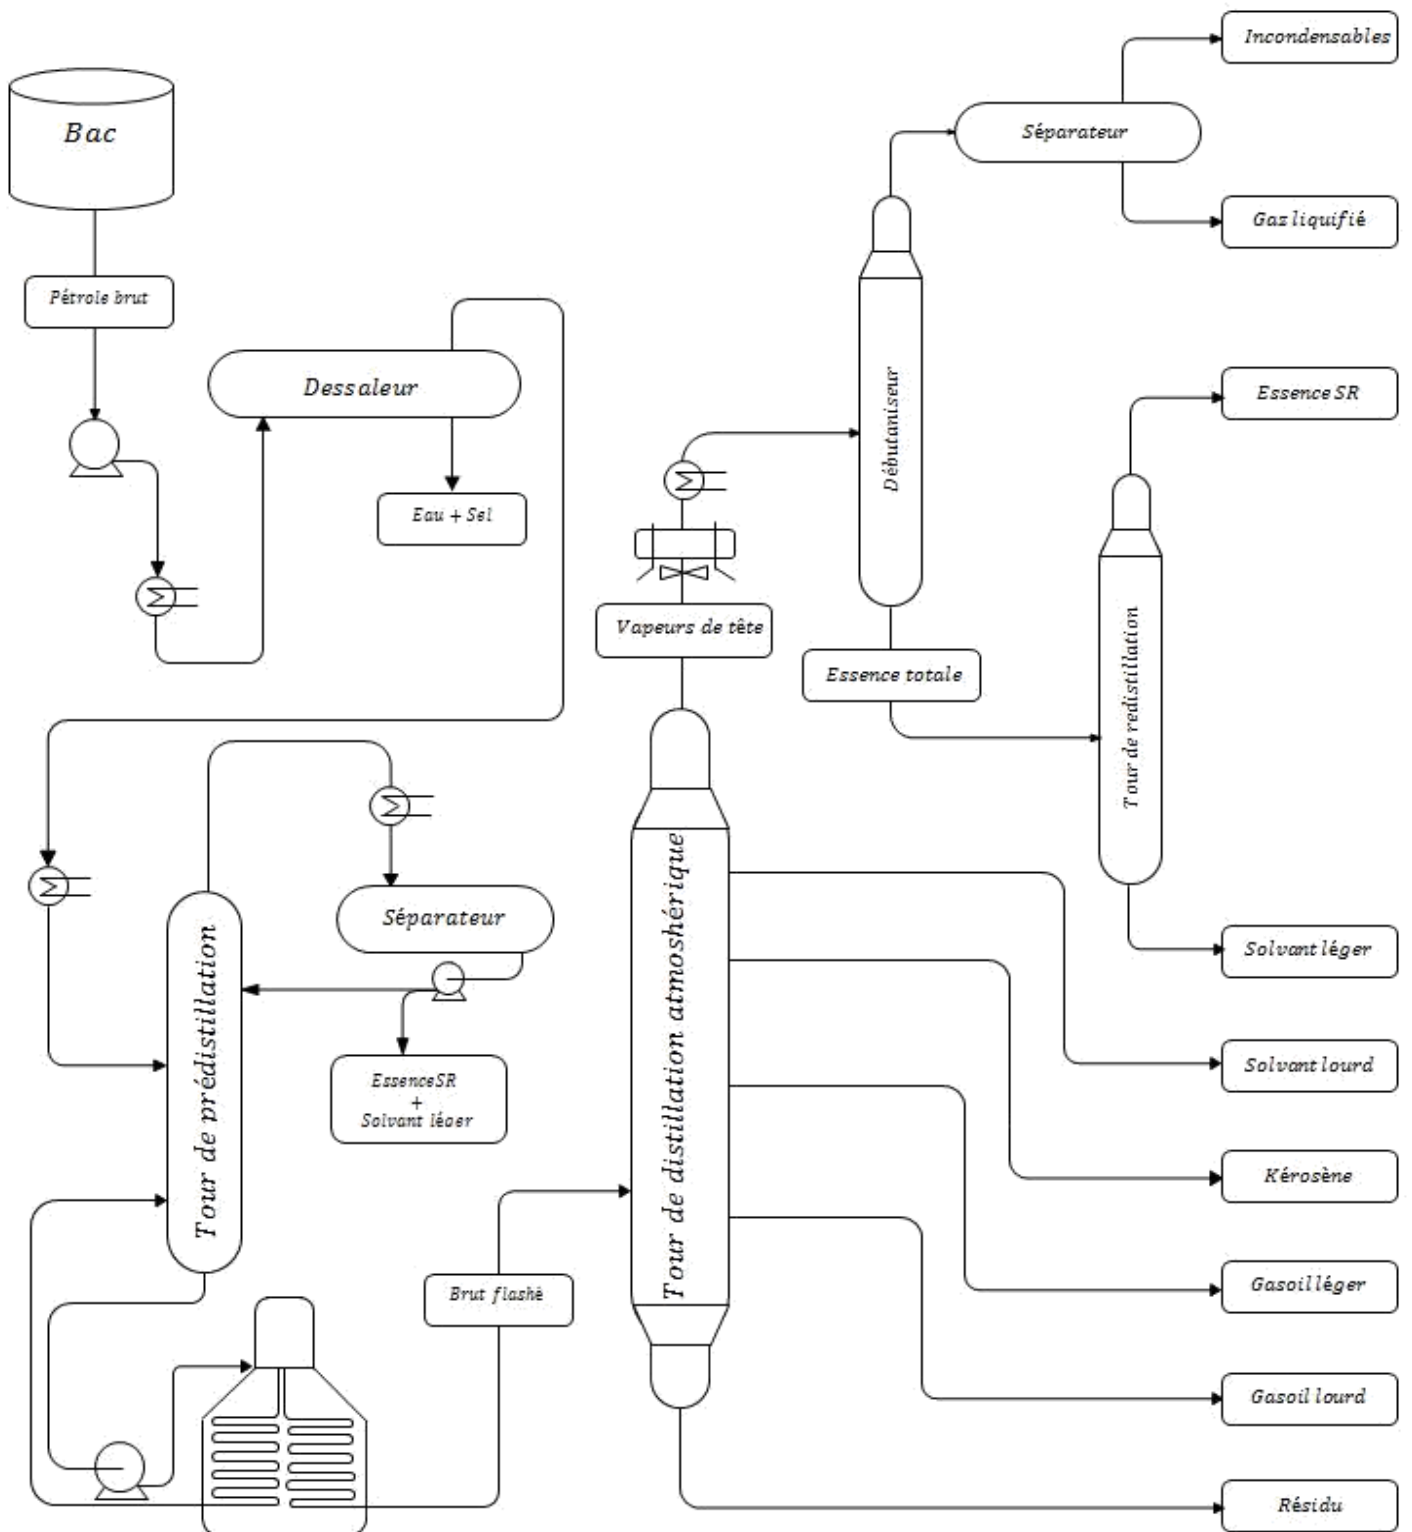 Incondensables
Bac
Séparateur
Gaz liquifié
Pétrole brut
Dessaleur
Essence SR
Débutaniseur
Eau + Sel
Vapeurs de tête
Essence totale
Tour de redistillation
Séparateur
Tour de prédistillation
Tour de distillation atmoshérique
Solvant léger
Solvant lourd
Essence SR
+
Solvant léger
Kérosène
Gasoil léger
Brut flashé
Gasoil lourd
Résidu